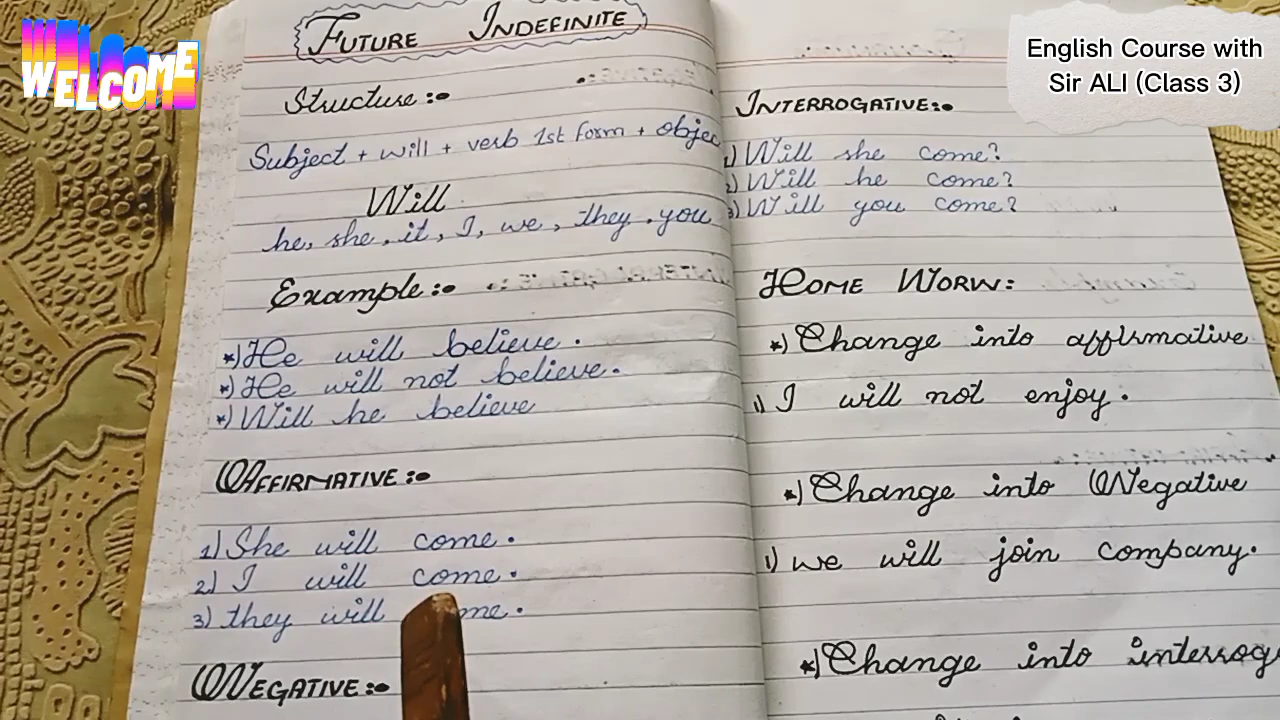 WELCOME
English Course with
Sir ALI (Class 3)
FUTURE INDEFINITE
Structure:•
Subject + will + verb 1st form + objec
Will
he, she, it, I, we, they, you
Example:•
*) He will believe.
*) He will not believe.
*) Will he believe
AFFIRMATIVE:•
1) She will come.
2) I will come.
3) they will
NEGATIVE:•
INTERROGATIVE:•
1) Will she come?
2) Will he come?
3) Will you come?
HOME WORW:
*) Change into affirmative
1) I will not enjoy.
*) Change into Negative
1) we will join company.
*) Change into interrog